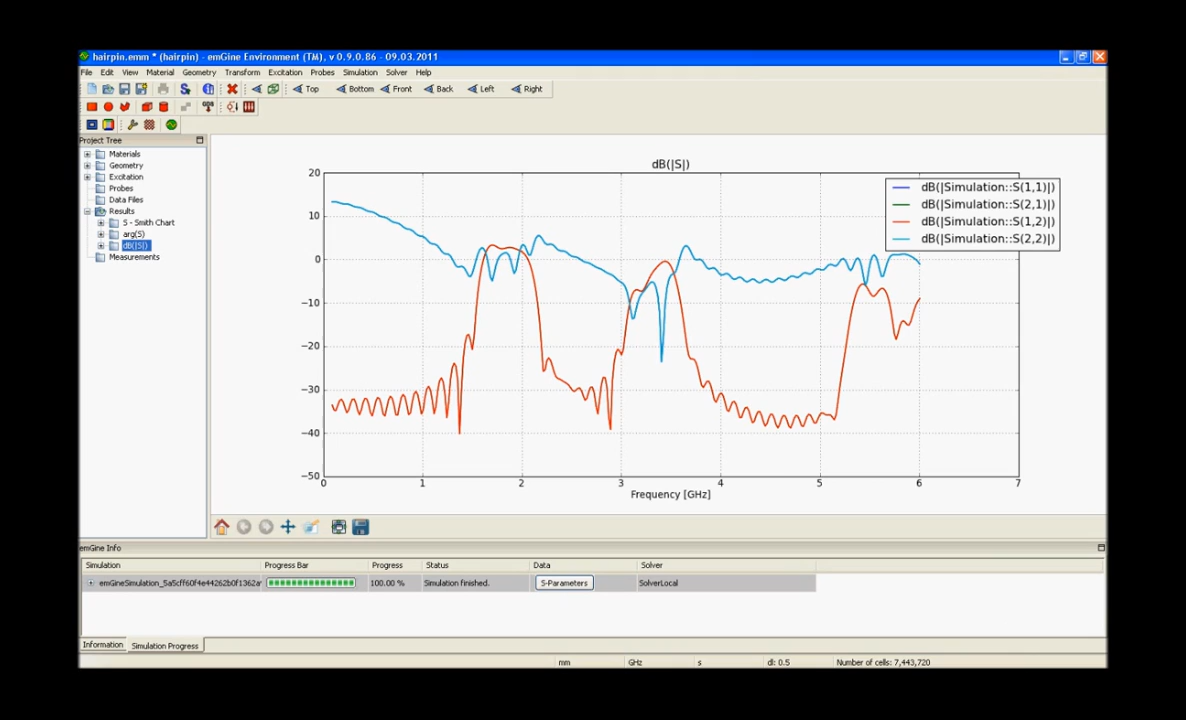 hairpin.emm * (hairpin) - emGine Environment (TM), v 0.9.0.86 - 09.03.2011
File Edit View Material Geometry Transform Excitation Probes Simulation Solver Help
Top Bottom Front Back Left Right
Project Tree
Materials
Geometry
Excitation
Probes
Data Files
Results
S - Smith Chart
arg(S)
dB(|S|)
Measurements
dB(|S|)
20
10
0
−10
−20
−30
−40
−50
dB(|Simulation::S(1,1)|)
dB(|Simulation::S(2,1)|)
dB(|Simulation::S(1,2)|)
dB(|Simulation::S(2,2)|)
0 1 2 3 4 5 6 7
Frequency [GHz]
emGine Info
Simulation Progress Bar Progress Status Data Solver
100.00 % Simulation finished. S-Parameters SolverLocal
Information Simulation Progress
mm GHz s dl: 0.5 Number of cells: 7,443,720